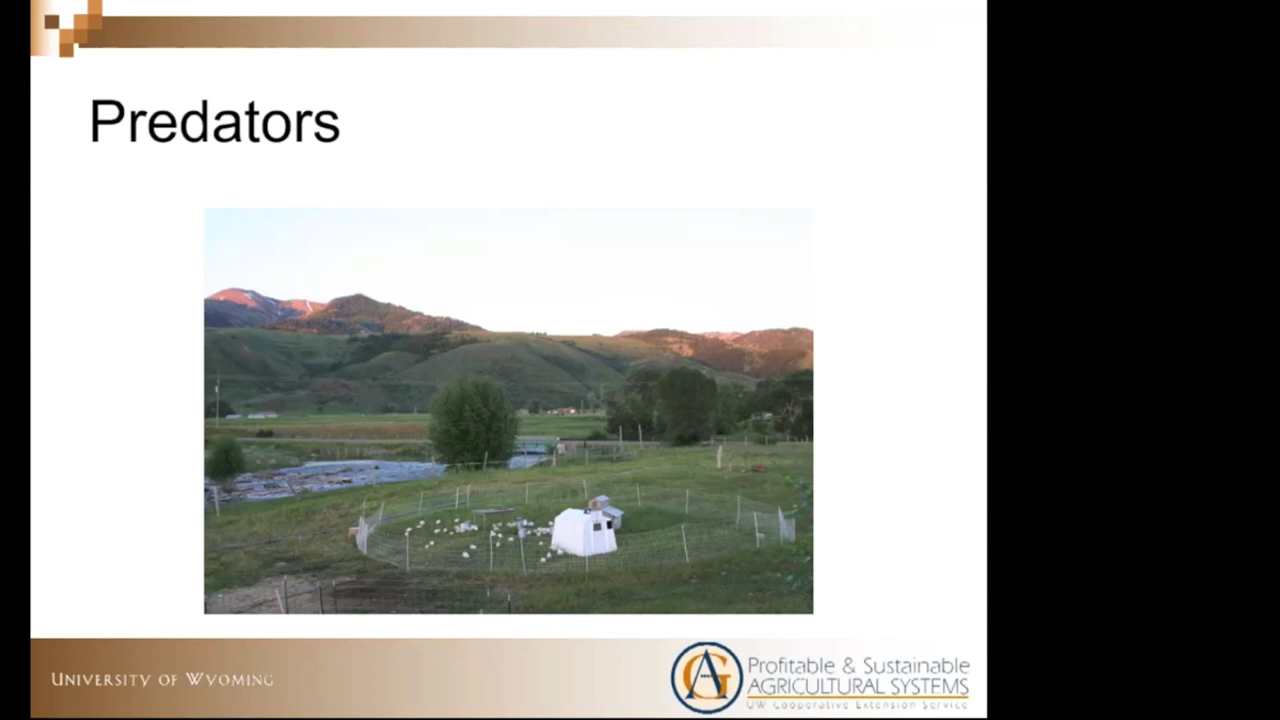 Predators
UNIVERSITY OF WYOMING
Profitable & Sustainable
AGRICULTURAL SYSTEMS
UW Cooperative Extension Service